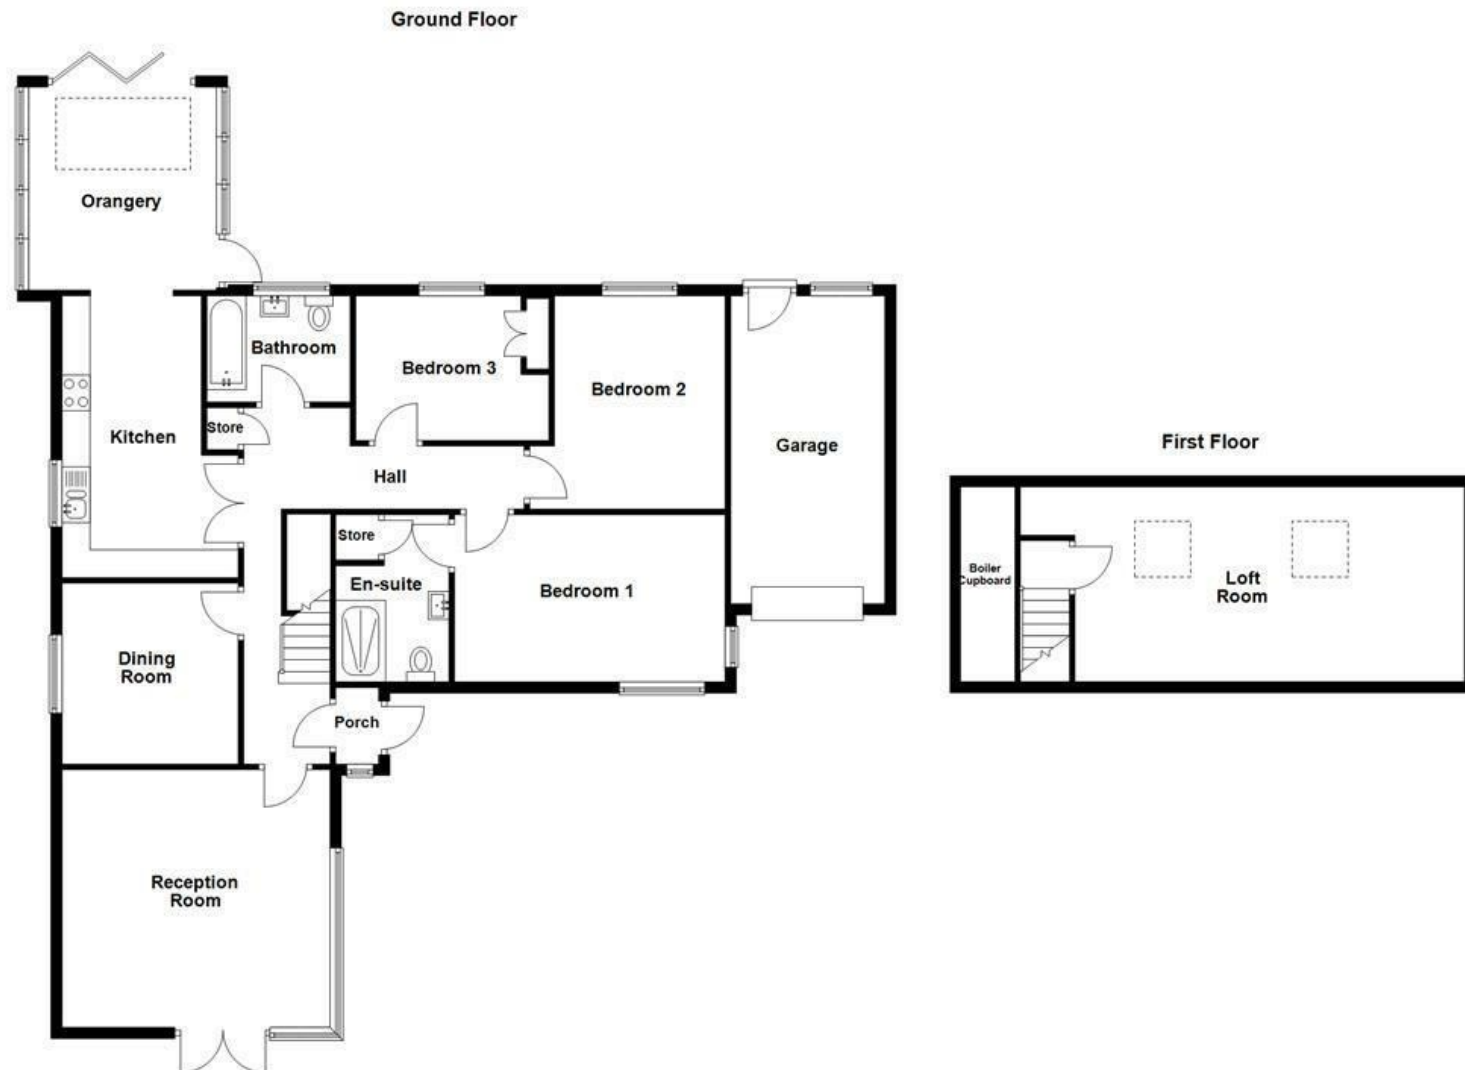 Ground Floor
Orangery
Bathroom
Bedroom 3
Bedroom 2
Store
Kitchen
Hall
Garage
Store
En-suite
Bedroom 1
Dining
Room
Porch
Reception
Room
First Floor
Boiler
Cupboard
Loft
Room